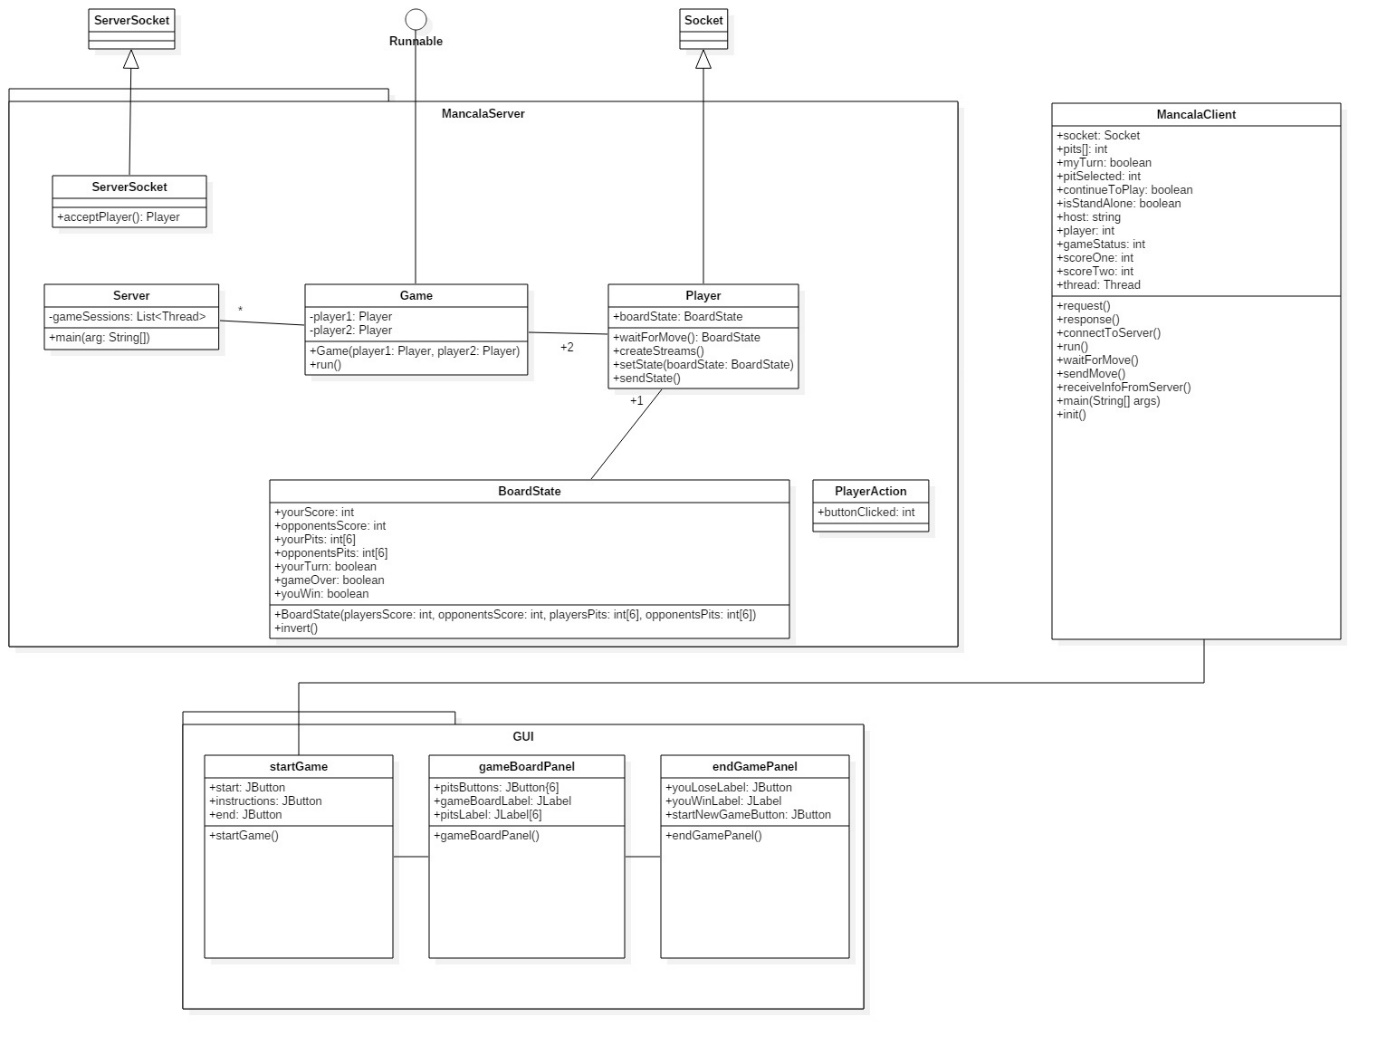 ServerSocket
Runnable
Socket
MancalaServer
ServerSocket
+acceptPlayer(): Player
Server
-gameSessions: List<Thread>
+main(arg: String[])
*
Game
-player1: Player
-player2: Player
+Game(player1: Player, player2: Player)
+run()
+2
Player
+boardState: BoardState
+waitForMove(): BoardState
+createStreams()
+setState(boardState: BoardState)
+sendState()
+1
BoardState
+yourScore: int
+opponentsScore: int
+yourPits: int[6]
+opponentsPits: int[6]
+yourTurn: boolean
+gameOver: boolean
+youWin: boolean
+BoardState(playersScore: int, opponentsScore: int, playersPits: int[6], opponentsPits: int[6])
+invert()
PlayerAction
+buttonClicked: int
MancalaClient
+socket: Socket
+pits[]: int
+myTurn: boolean
+pitSelected: int
+continueToPlay: boolean
+isStandAlone: boolean
+host: string
+player: int
+gameStatus: int
+scoreOne: int
+scoreTwo: int
+thread: Thread
+request()
+response()
+connectToServer()
+run()
+waitForMove()
+sendMove()
+receiveInfoFromServer()
+main(String[] args)
+init()
GUI
startGame
+start: JButton
+instructions: JButton
+end: JButton
+startGame()
gameBoardPanel
+pitsButtons: JButton{6]
+gameBoardLabel: JLabel
+pitsLabel: JLabel[6]
+gameBoardPanel()
endGamePanel
+youLoseLabel: JButton
+youWinLabel: JLabel
+startNewGameButton: JButton
+endGamePanel()